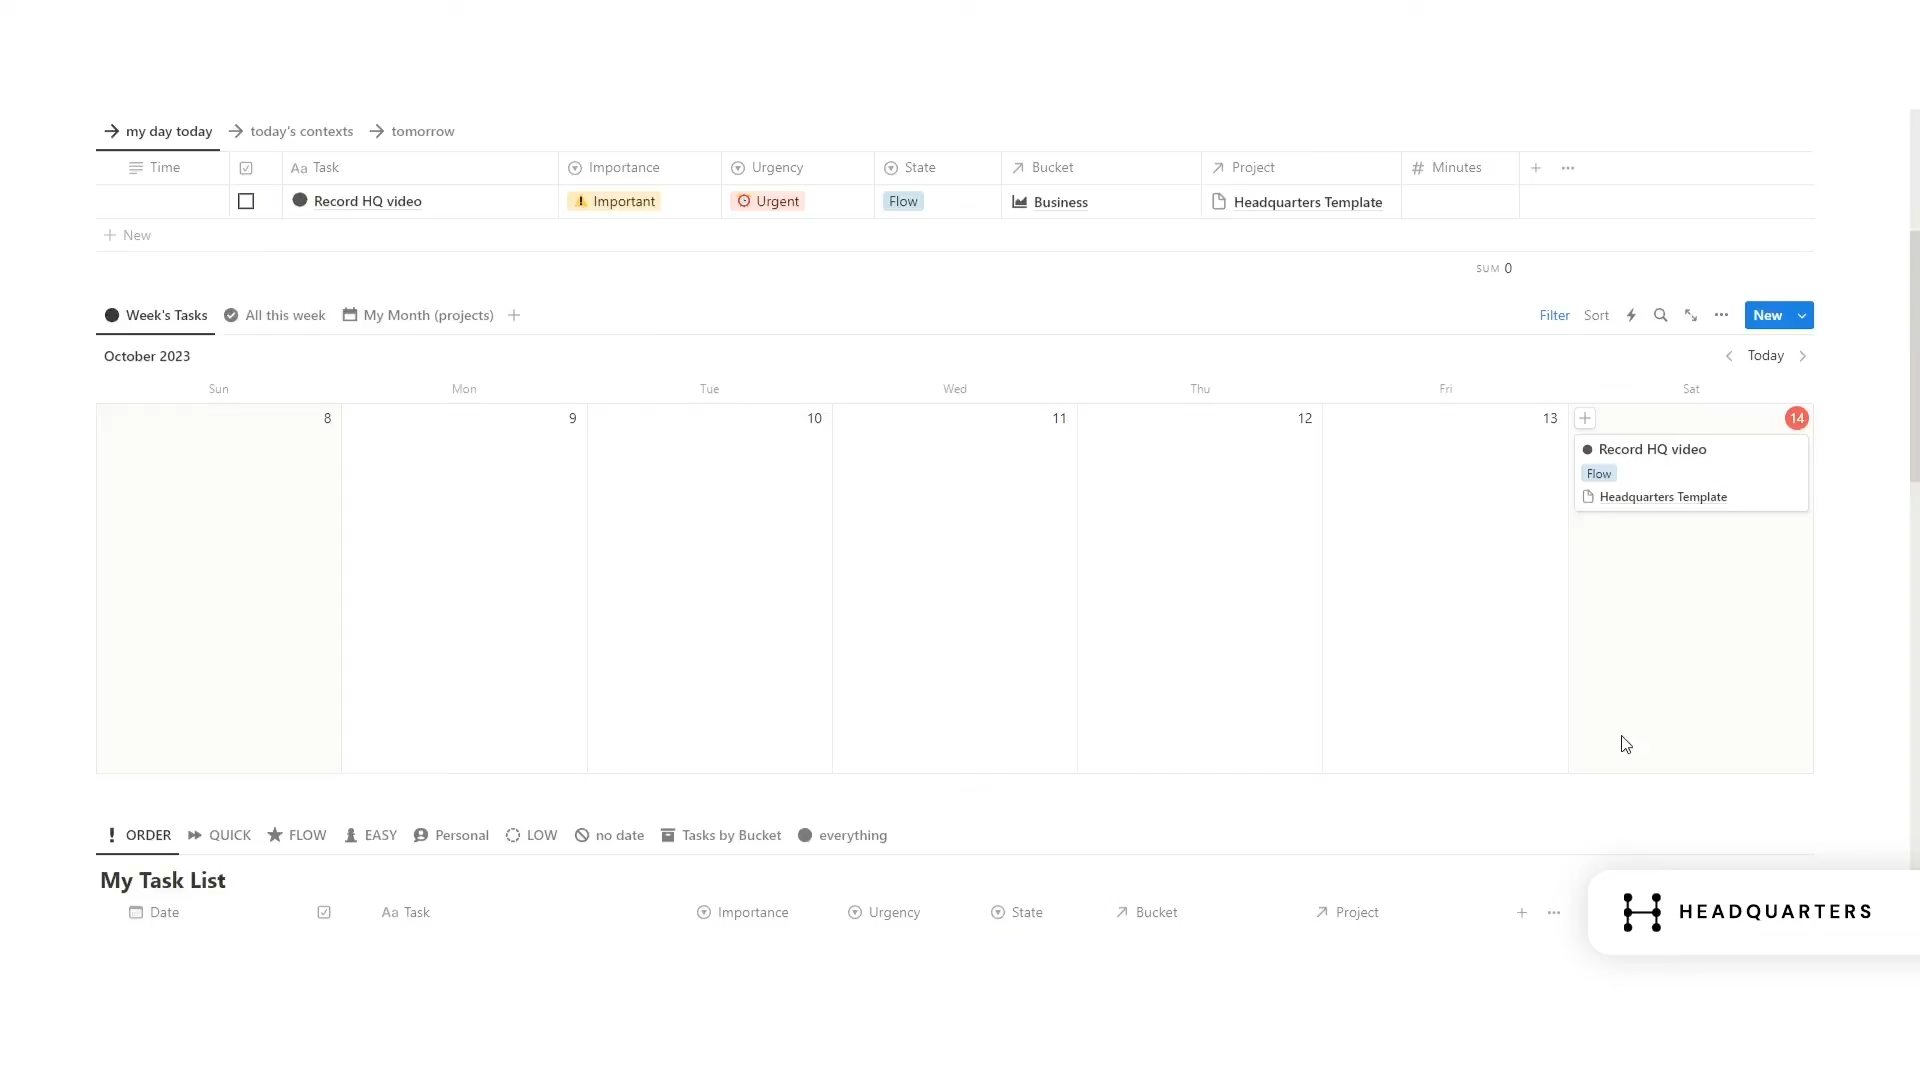 my day today today's contexts tomorrow
Time Aa Task Importance Urgency State Bucket Project # Minutes + ...
Record HQ video Important Urgent Flow Business Headquarters Template
+ New
SUM 0
Week's Tasks All this week My Month (projects) + Filter Sort ... New
October 2023 Today
Sun Mon Tue Wed Thu Fri Sat
8 9 10 11 12 13 + 14
Record HQ video
Flow
Headquarters Template
! ORDER QUICK FLOW EASY Personal LOW no date Tasks by Bucket everything
My Task List
Date Aa Task Importance Urgency State Bucket Project + ...
HEADQUARTERS